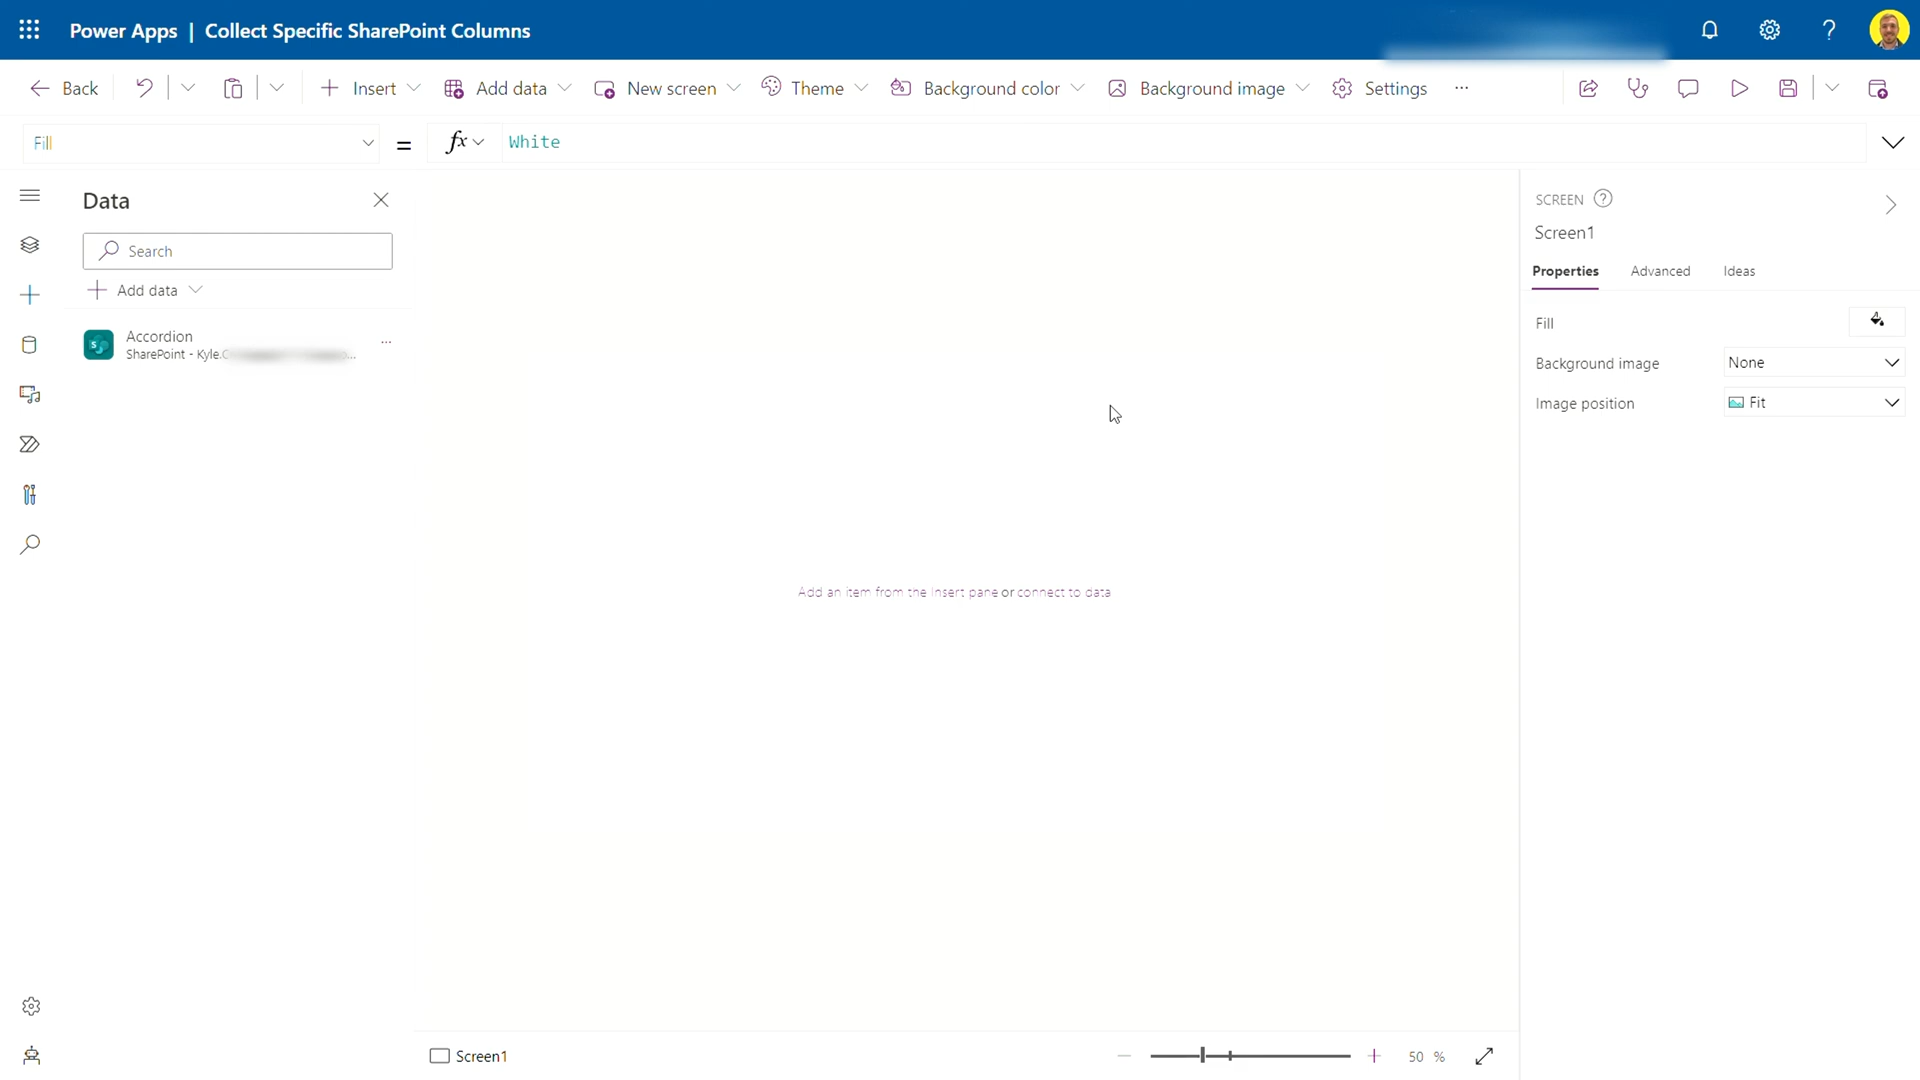 Power Apps | Collect Specific SharePoint Columns
Back
Insert
Add data
New screen
Theme
Background color
Background image
Settings
Fill
=
fx
White
Data
Search
Add data
Accordion
SharePoint - Kyle.
SCREEN
Screen1
Properties
Advanced
Ideas
Fill
Background image
None
Image position
Fit
Add an item from the Insert pane or connect to data
Screen1
50 %